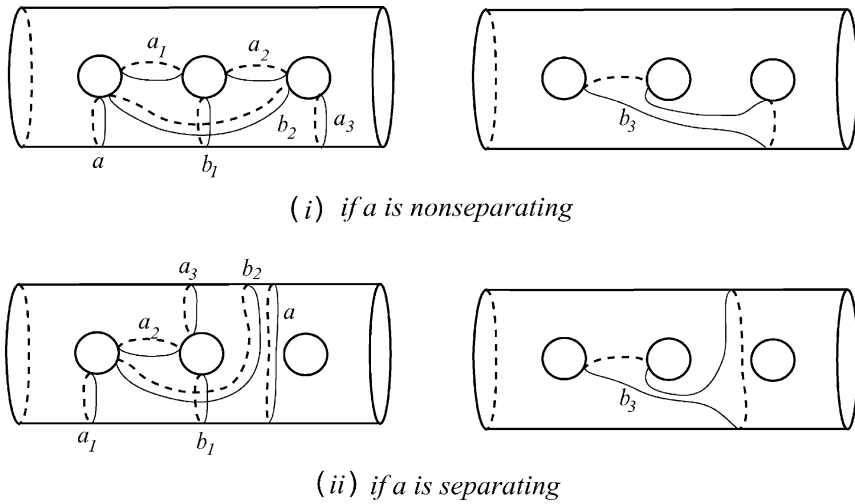 a₁ a₂
b₂ a₃
a b₁
b₃
(i) if a is nonseparating
a₃ b₂
a₂ a
a₁ b₁
b₃
(ii) if a is separating